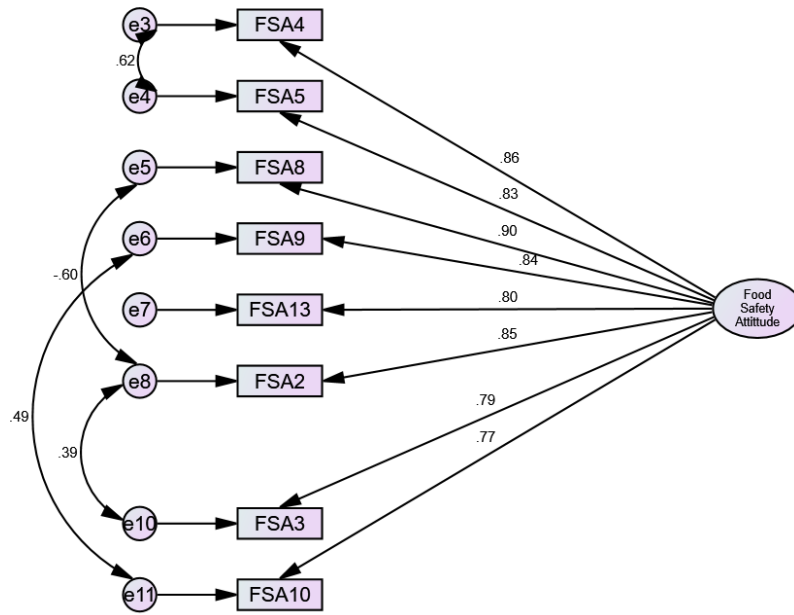 e3 FSA4
.62
e4 FSA5
.86
e5 FSA8
.83
.90
e6 FSA9
.84
-.60
e7 FSA13
.80
Food
Safety
Attittude
.85
e8 FSA2
.79
.49
.77
.39
e10 FSA3
e11 FSA10